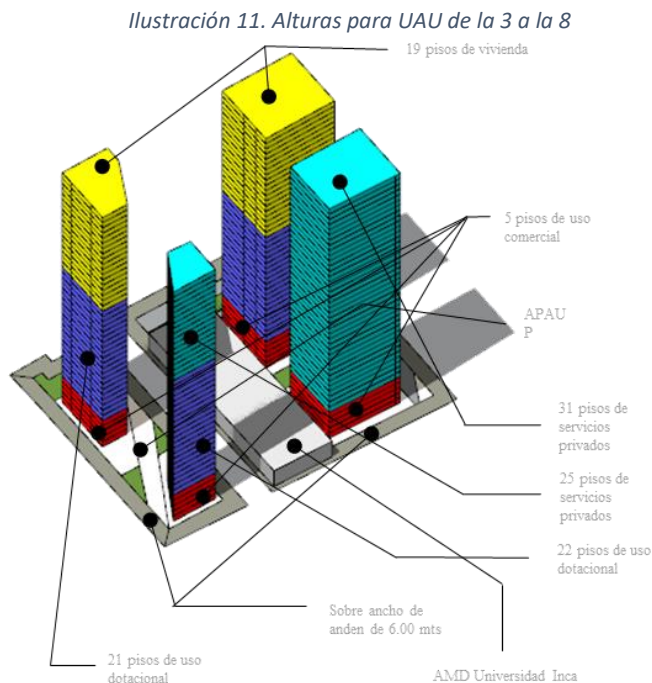 Ilustración 11. Alturas para UAU de la 3 a la 8
19 pisos de vivienda
5 pisos de uso
comercial
APAU
P
31 pisos de
servicios
privados
25 pisos de
servicios
privados
22 pisos de uso
dotacional
Sobre ancho de
anden de 6.00 mts
21 pisos de uso
dotacional
AMD Universidad Inca